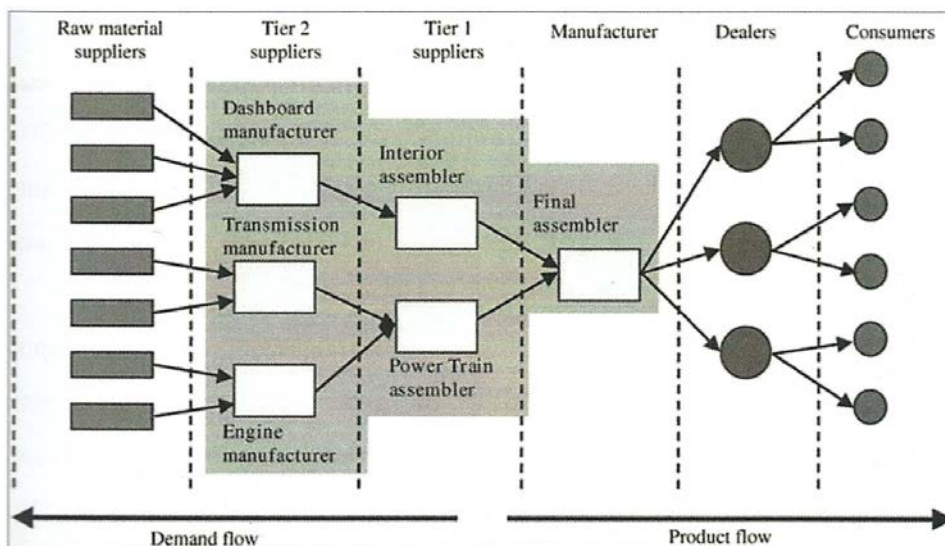 Raw material
suppliers
Tier 2
suppliers
Tier 1
suppliers
Manufacturer
Dealers
Consumers
Dashboard
manufacturer
Interior
assembler
Final
assembler
Transmission
manufacturer
Power Train
assembler
Engine
manufacturer
Demand flow
Product flow